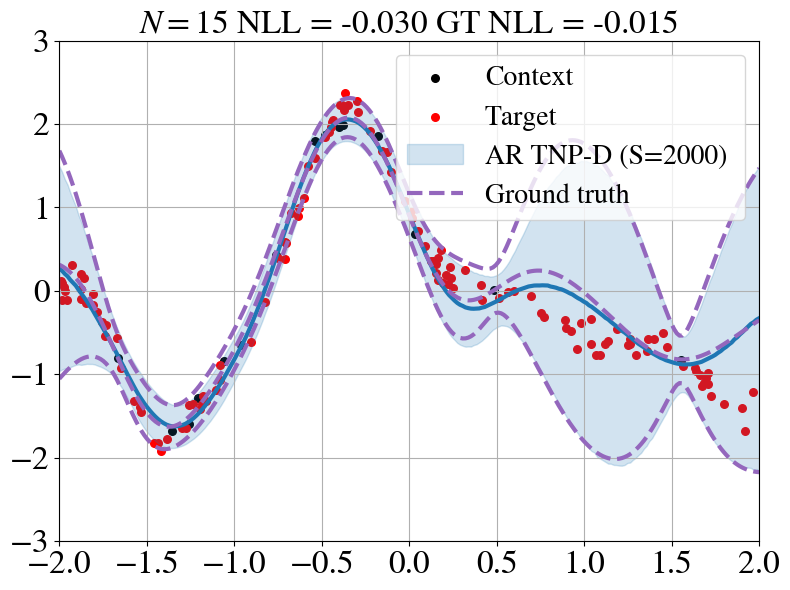 N = 15 NLL = -0.030 GT NLL = -0.015
3
2
1
0
−1
−2
−3
Context
Target
AR TNP-D (S=2000)
Ground truth
−2.0 −1.5 −1.0 −0.5 0.0 0.5 1.0 1.5 2.0